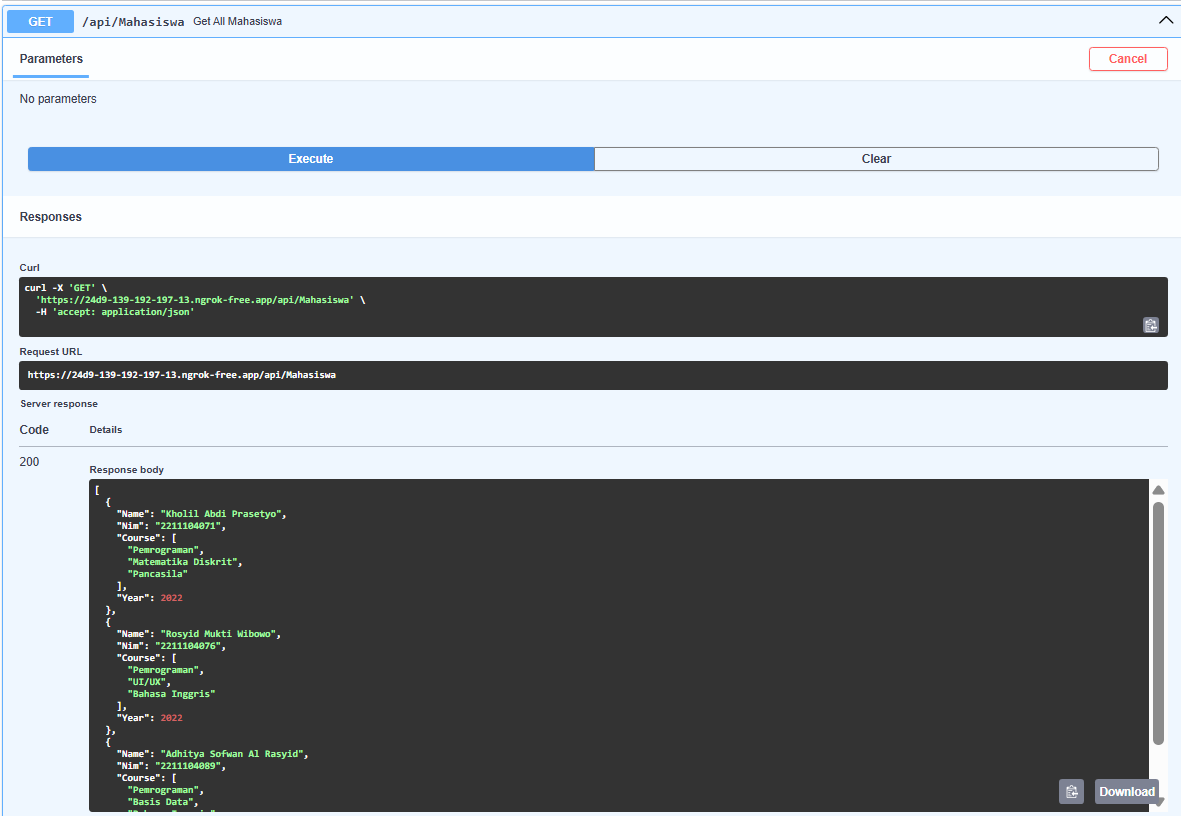 GET /api/Mahasiswa Get All Mahasiswa
Parameters
Cancel
No parameters
Execute
Clear
Responses
Curl
curl -X 'GET' \
'https://24d9-139-192-197-13.ngrok-free.app/api/Mahasiswa' \
-H 'accept: application/json'
Request URL
https://24d9-139-192-197-13.ngrok-free.app/api/Mahasiswa
Server response
Code Details
200
Response body
[
{
"Name": "Kholil Abdi Prasetyo",
"Nim": "2211104071",
"Course": [
"Pemrograman",
"Matematika Diskrit",
"Pancasila"
],
"Year": 2022
},
{
"Name": "Rosyid Mukti Wibowo",
"Nim": "2211104076",
"Course": [
"Pemrograman",
"UI/UX",
"Bahasa Inggris"
],
"Year": 2022
},
{
"Name": "Adhitya Sofwan Al Rasyid",
"Nim": "2211104089",
"Course": [
"Pemrograman",
"Basis Data",
Download